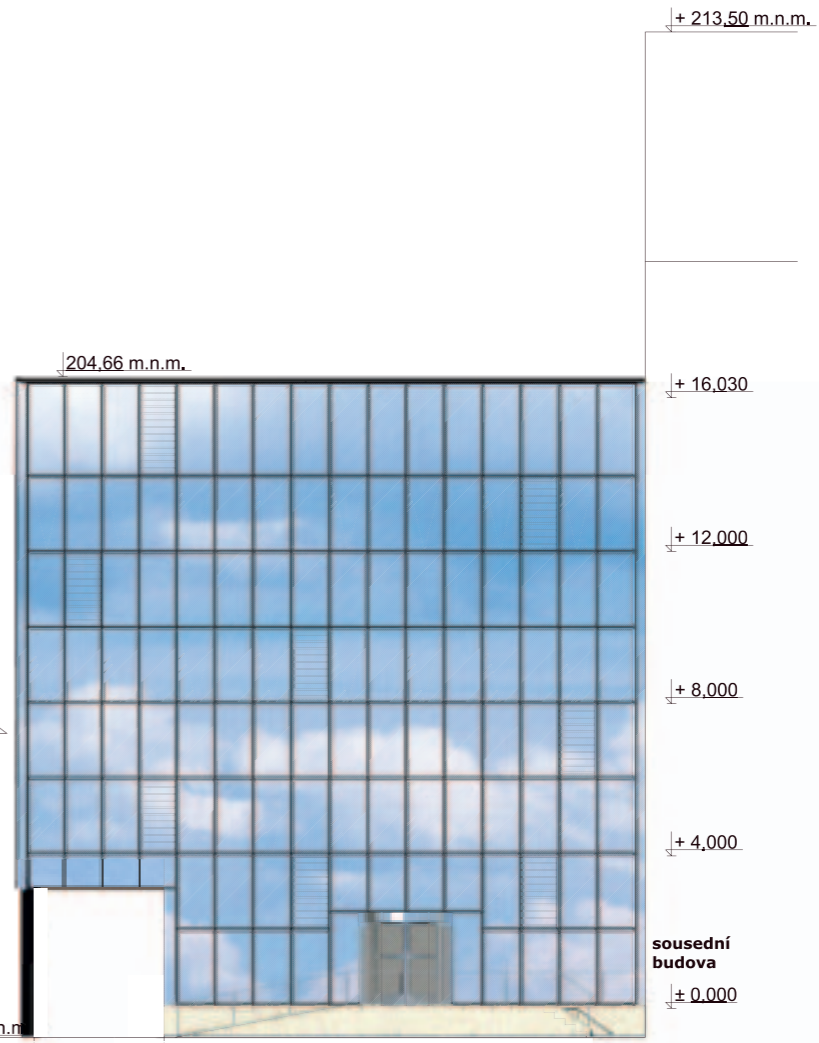 + 213,50 m.n.m.
204,66 m.n.m.
+ 16,030
+ 12,000
+ 8,000
+ 4,000
sousední
budova
± 0,000